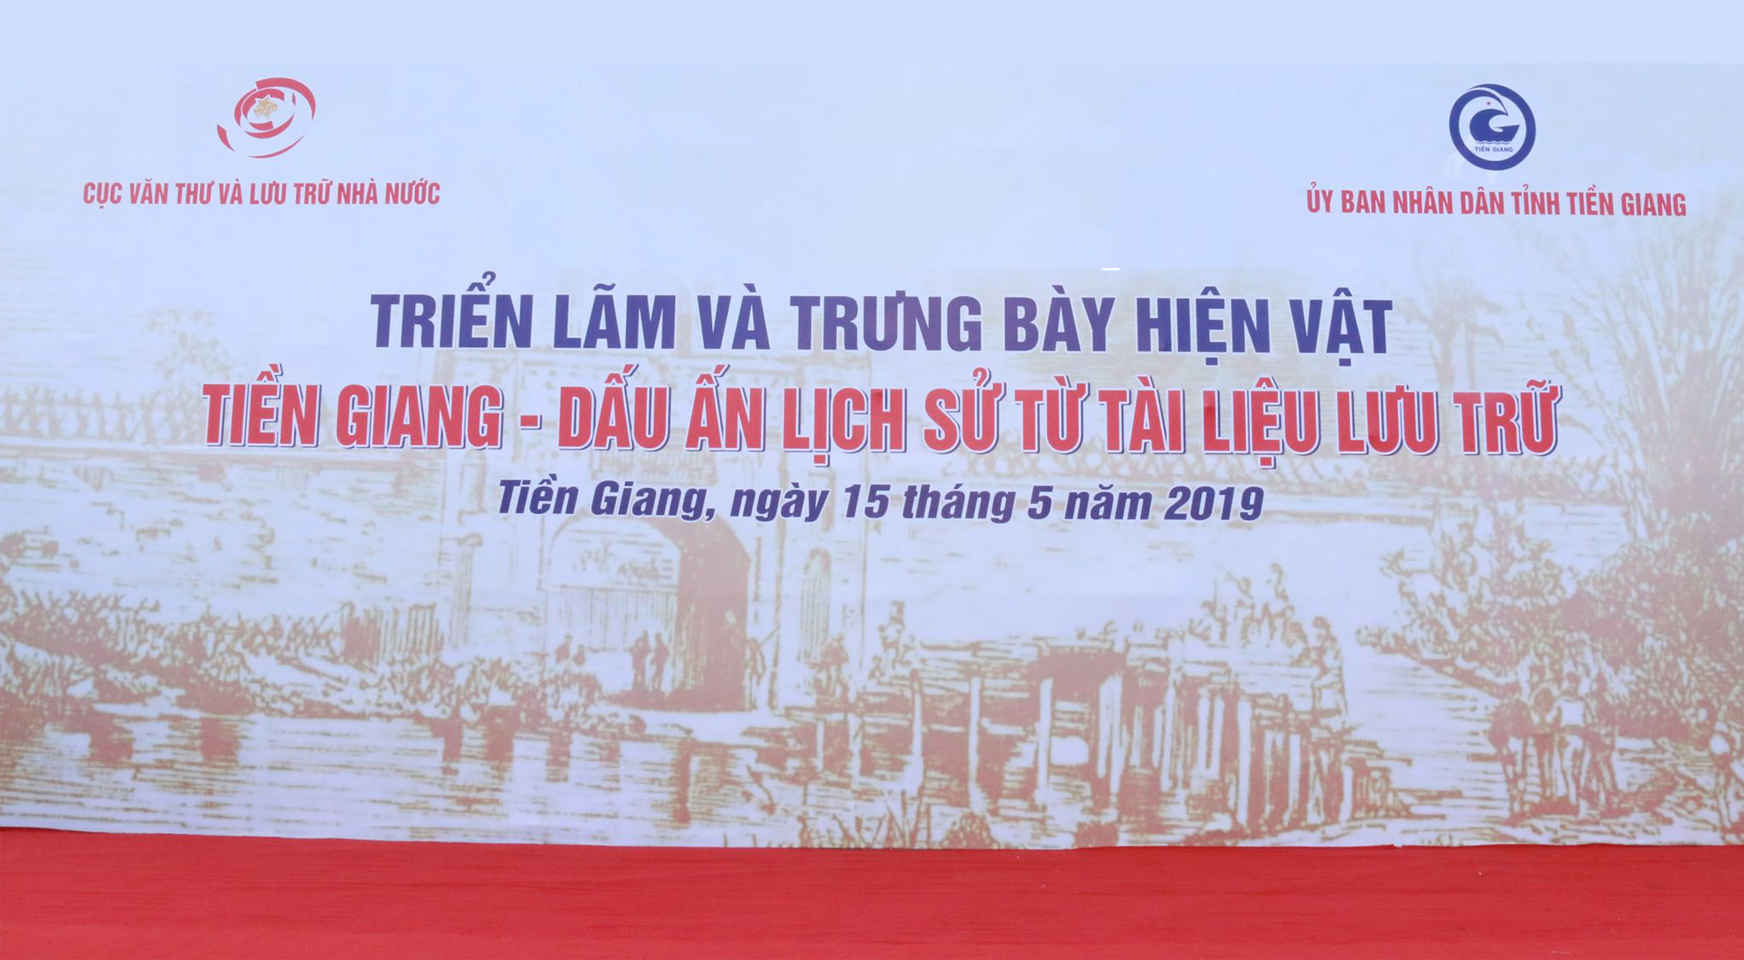 CỤC VĂN THƯ VÀ LƯU TRỮ NHÀ NƯỚC
TIỀN GIANG
ỦY BAN NHÂN DÂN TỈNH TIỀN GIANG
TRIỂN LÃM VÀ TRƯNG BÀY HIỆN VẬT
TIỀN GIANG - DẤU ẤN LỊCH SỬ TỪ TÀI LIỆU LƯU TRỮ
Tiền Giang, ngày 15 tháng 5 năm 2019